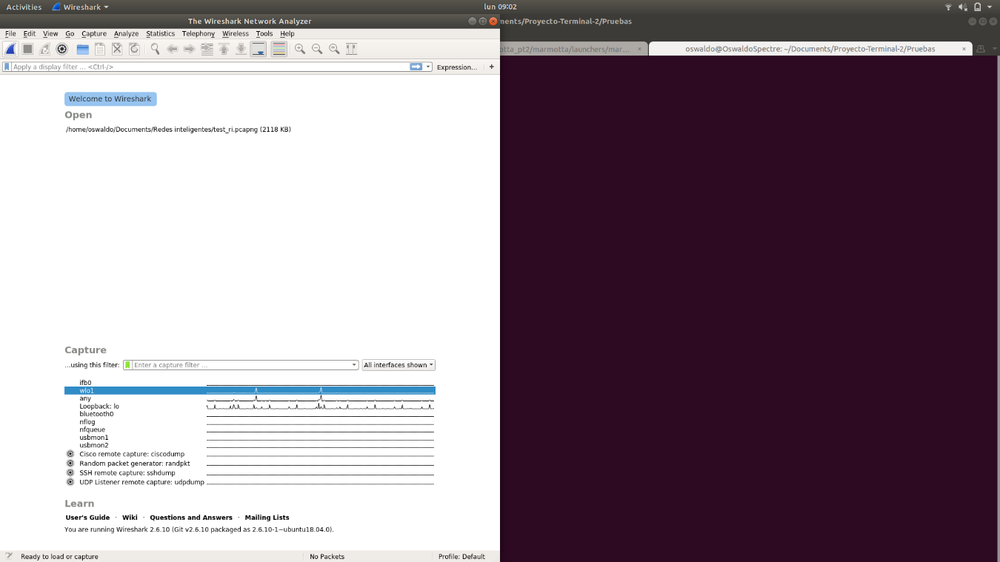 Activities Wireshark lun 09:02
The Wireshark Network Analyzer
ments/Proyecto-Terminal-2/Pruebas
File Edit View Go Capture Analyze Statistics Telephony Wireless Tools Help
otta_pt2/marmotta/launchers/mar... × oswaldo@OswaldoSpectre: ~/Documents/Proyecto-Terminal-2/Pruebas ×
Apply a display filter ... <Ctrl-/> Expression... +
Welcome to Wireshark
Open
/home/oswaldo/Documents/Redes inteligentes/test_ri.pcapng (2118 KB)
Capture
...using this filter: Enter a capture filter ... All interfaces shown
ifb0
wlo1
any
Loopback: lo
bluetooth0
nflog
nfqueue
usbmon1
usbmon2
Cisco remote capture: ciscodump
Random packet generator: randpkt
SSH remote capture: sshdump
UDP Listener remote capture: udpdump
Learn
User's Guide · Wiki · Questions and Answers · Mailing Lists
You are running Wireshark 2.6.10 (Git v2.6.10 packaged as 2.6.10-1~ubuntu18.04.0).
Ready to load or capture No Packets Profile: Default